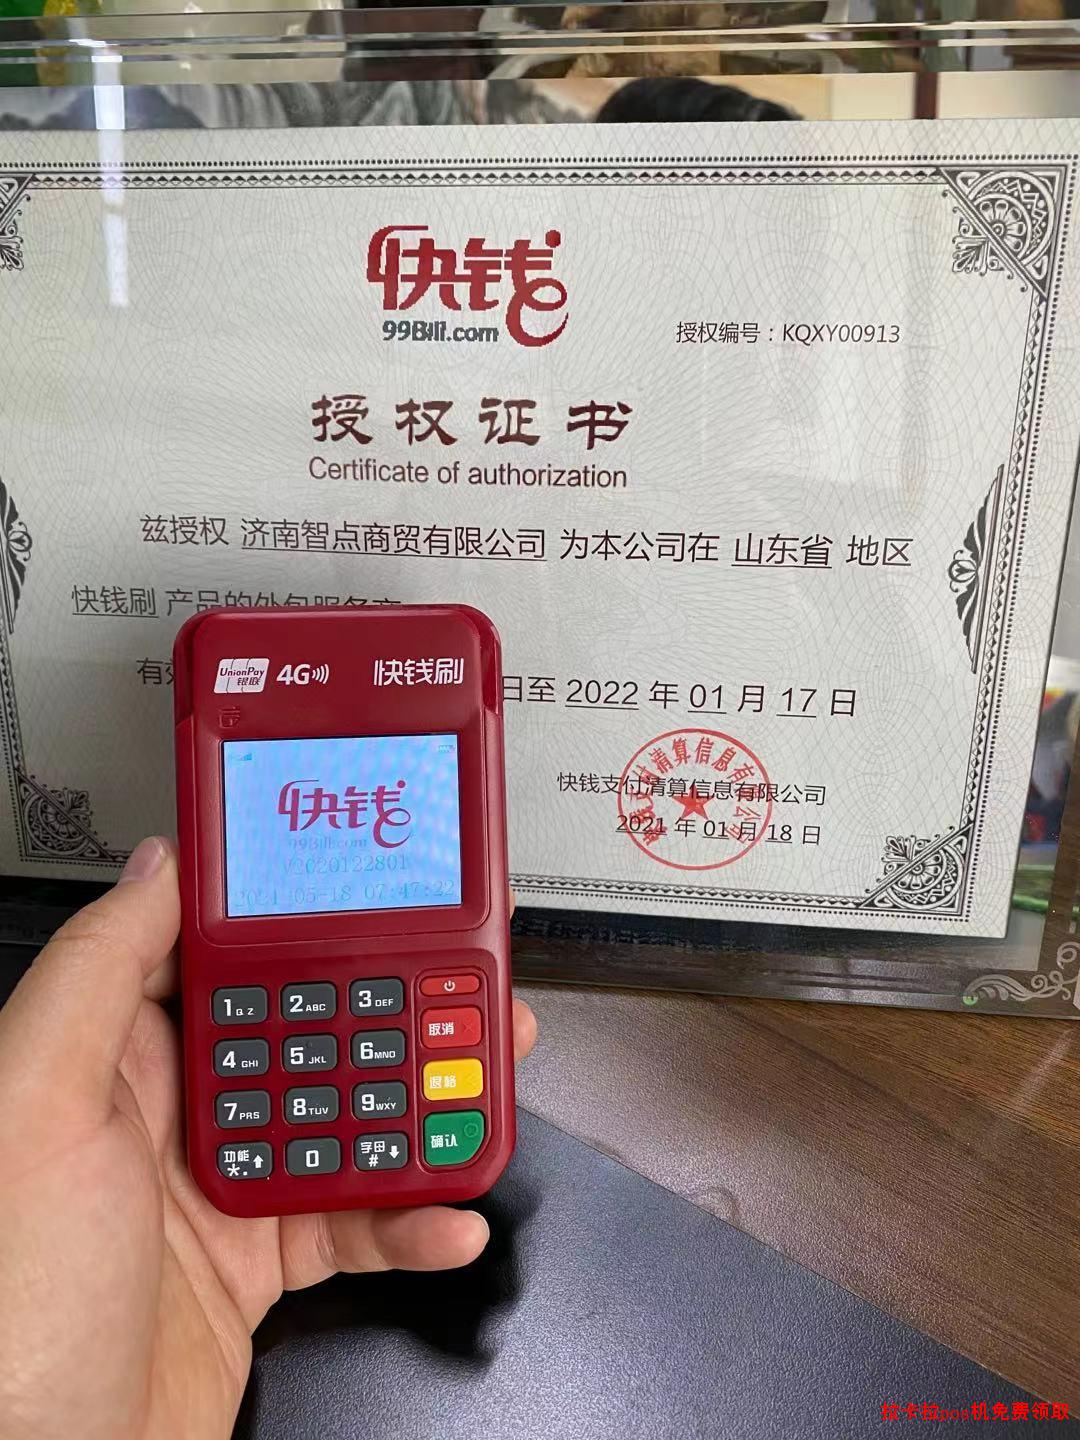 快钱
99Bill.com
授权编号：KQXY00913
授权证书
Certificate of authorization
兹授权 济南智点商贸有限公司 为本公司在 山东省 地区
快钱刷 产品的外包服务商
有效
日至 2022 年 01 月 17 日
快钱支付清算信息有限公司
2021 年 01 月 18 日
UnionPay
银联
4G
快钱刷
快钱
99Bill.com
V2020122801
05-18 07:47:22
1 QZ
2 ABC
3 DEF
取消
4 GHI
5 JKL
6 MNO
退格
7 PRS
8 TUV
9 WXY
确认
功能
*.
0
字母
#
拉卡拉pos机免费领取